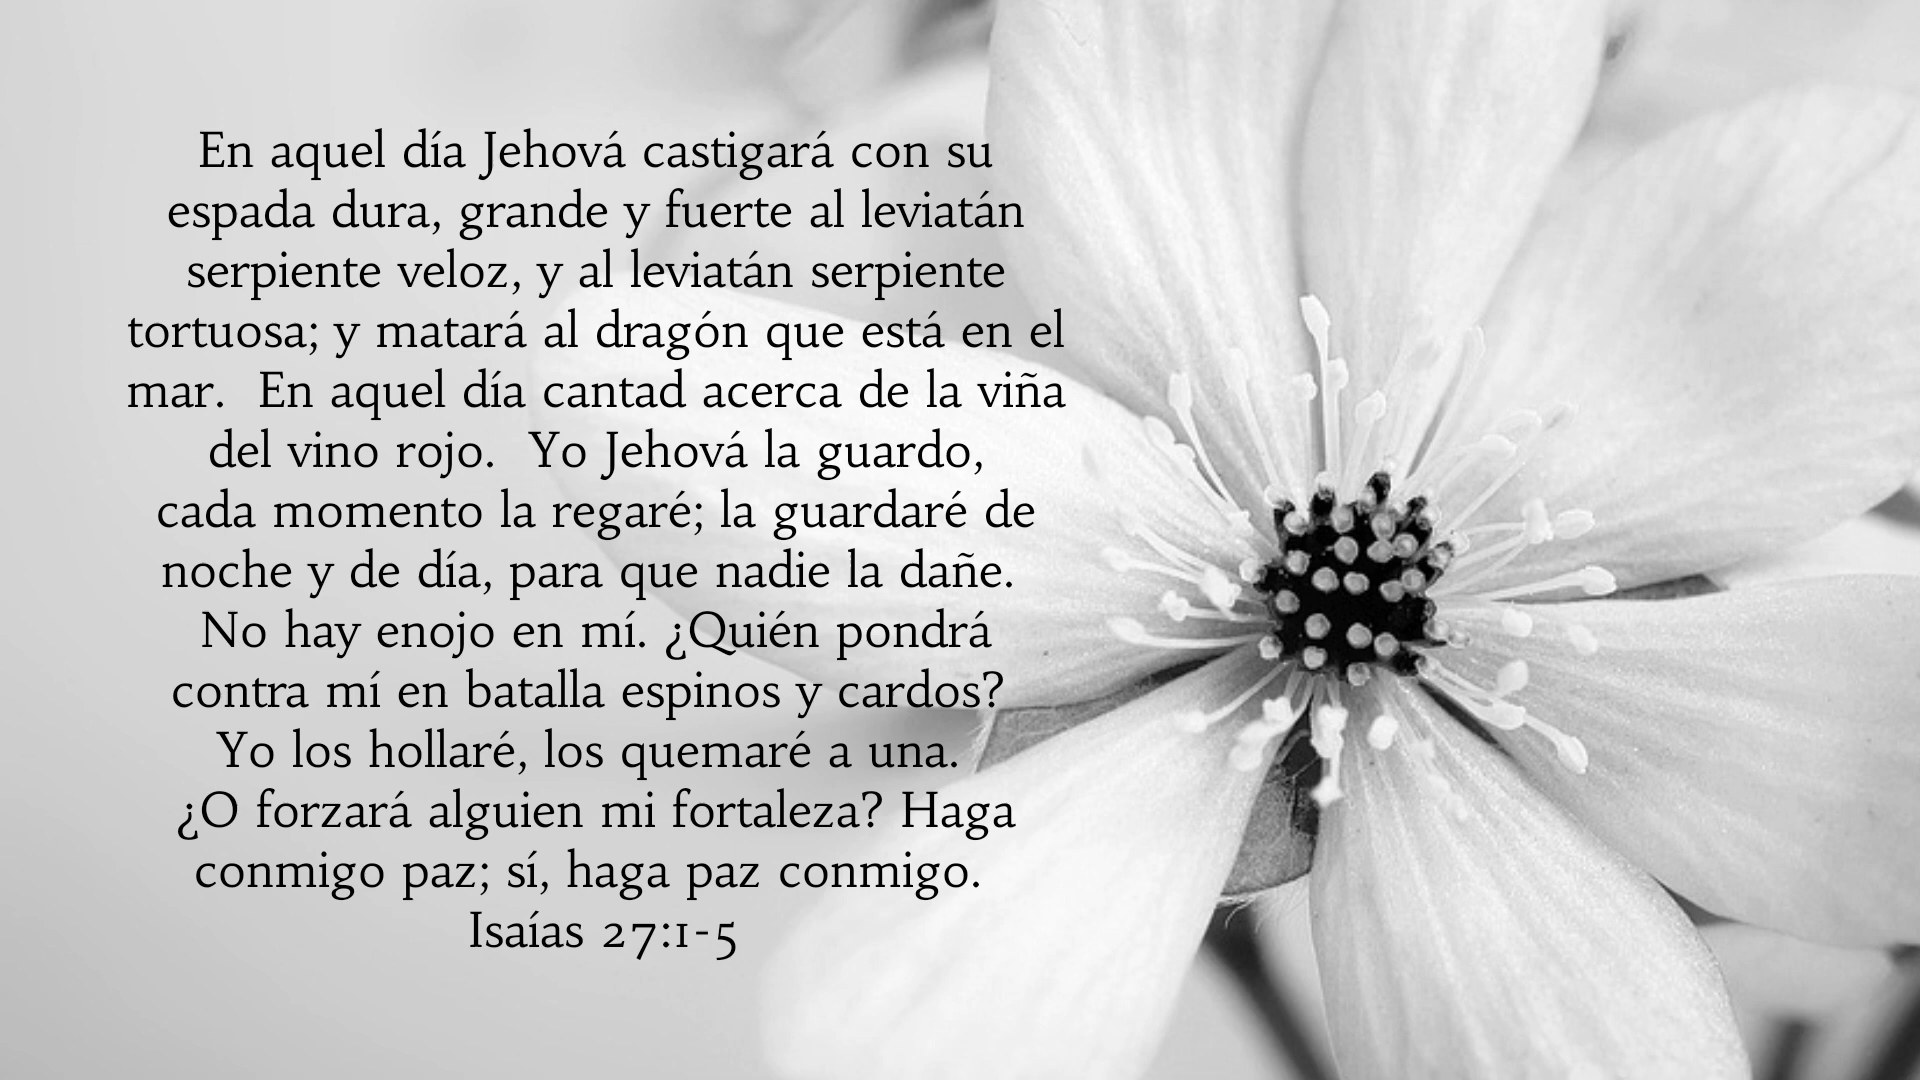 En aquel día Jehová castigará con su
espada dura, grande y fuerte al leviatán
serpiente veloz, y al leviatán serpiente
tortuosa; y matará al dragón que está en el
mar.  En aquel día cantad acerca de la viña
del vino rojo.  Yo Jehová la guardo,
cada momento la regaré; la guardaré de
noche y de día, para que nadie la dañe.
No hay enojo en mí. ¿Quién pondrá
contra mí en batalla espinos y cardos?
Yo los hollaré, los quemaré a una.
¿O forzará alguien mi fortaleza? Haga
conmigo paz; sí, haga paz conmigo.
Isaías 27:1-5